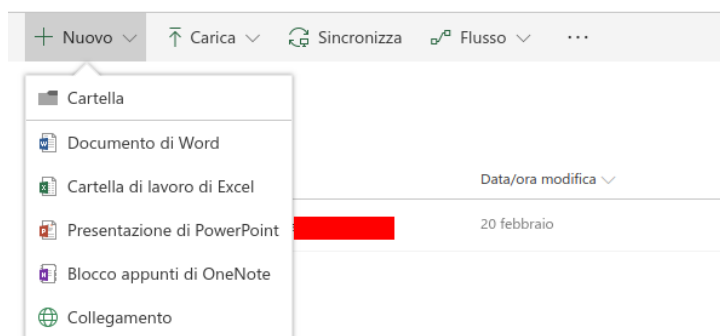 Nuovo Carica Sincronizza Flusso ...
Cartella
Documento di Word
Cartella di lavoro di Excel
Data/ora modifica
Presentazione di PowerPoint
20 febbraio
Blocco appunti di OneNote
Collegamento